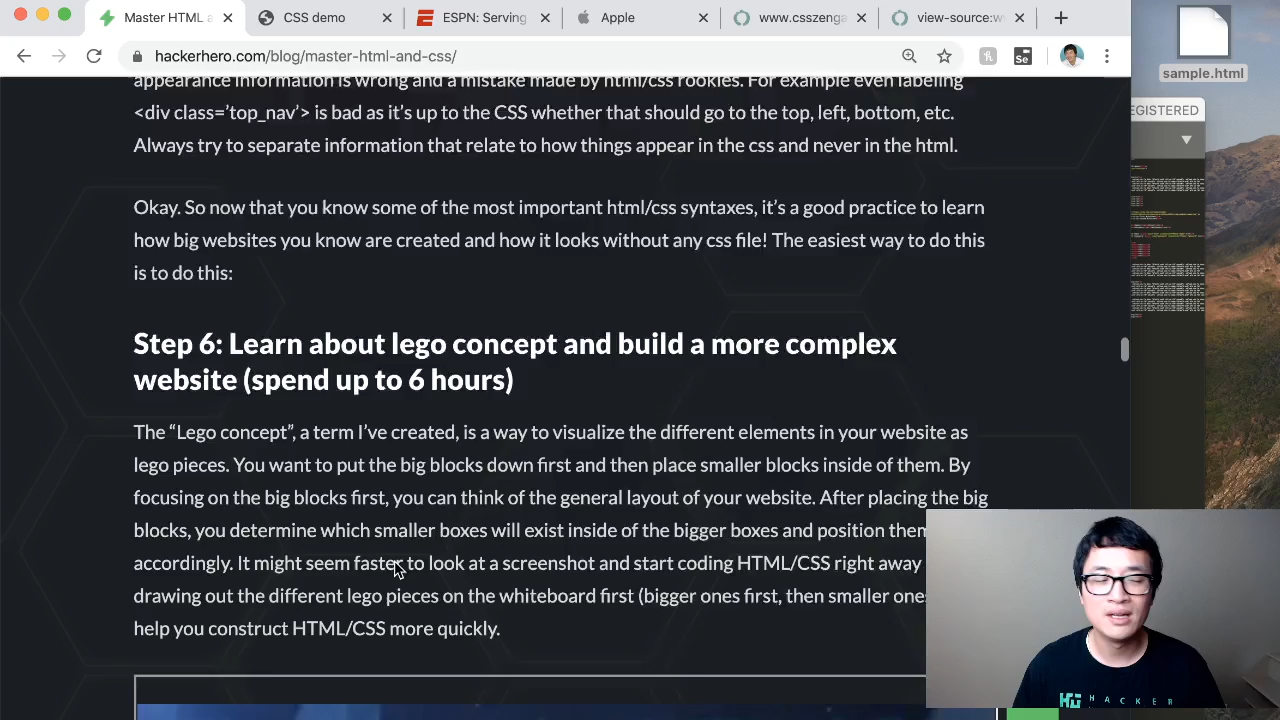 Master HTML a
CSS demo
ESPN: Serving
Apple
www.csszenga
view-source:w
hackerhero.com/blog/master-html-and-css/
Se
sample.html
EGISTERED
appearance information is wrong and a mistake made by html/css rookies. For example even labeling
<div class='top_nav'> is bad as it's up to the CSS whether that should go to the top, left, bottom, etc.
Always try to separate information that relate to how things appear in the css and never in the html.
Okay. So now that you know some of the most important html/css syntaxes, it's a good practice to learn
how big websites you know are created and how it looks without any css file! The easiest way to do this
is to do this:
Step 6: Learn about lego concept and build a more complex
website (spend up to 6 hours)
The “Lego concept”, a term I've created, is a way to visualize the different elements in your website as
lego pieces. You want to put the big blocks down first and then place smaller blocks inside of them. By
focusing on the big blocks first, you can think of the general layout of your website. After placing the big
blocks, you determine which smaller boxes will exist inside of the bigger boxes and position them
accordingly. It might seem faster to look at a screenshot and start coding HTML/CSS right away
drawing out the different lego pieces on the whiteboard first (bigger ones first, then smaller ones
help you construct HTML/CSS more quickly.
HACKER